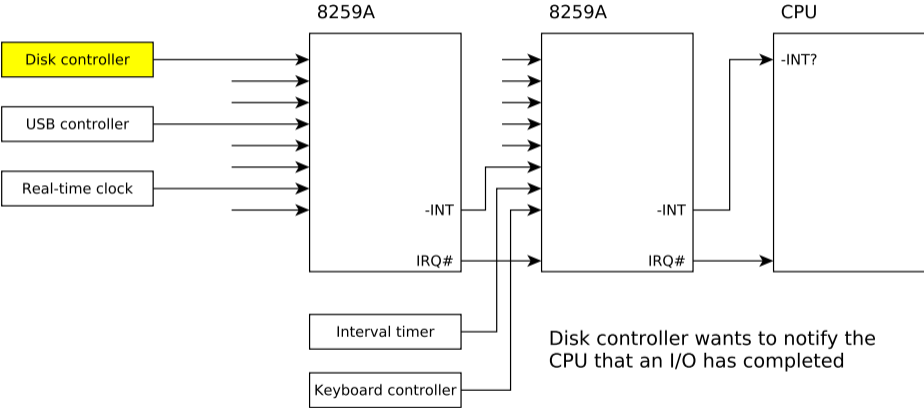 8259A
8259A
CPU
Disk controller
-INT?
USB controller
Real-time clock
-INT
-INT
IRQ#
IRQ#
Interval timer
Disk controller wants to notify the
CPU that an I/O has completed
Keyboard controller